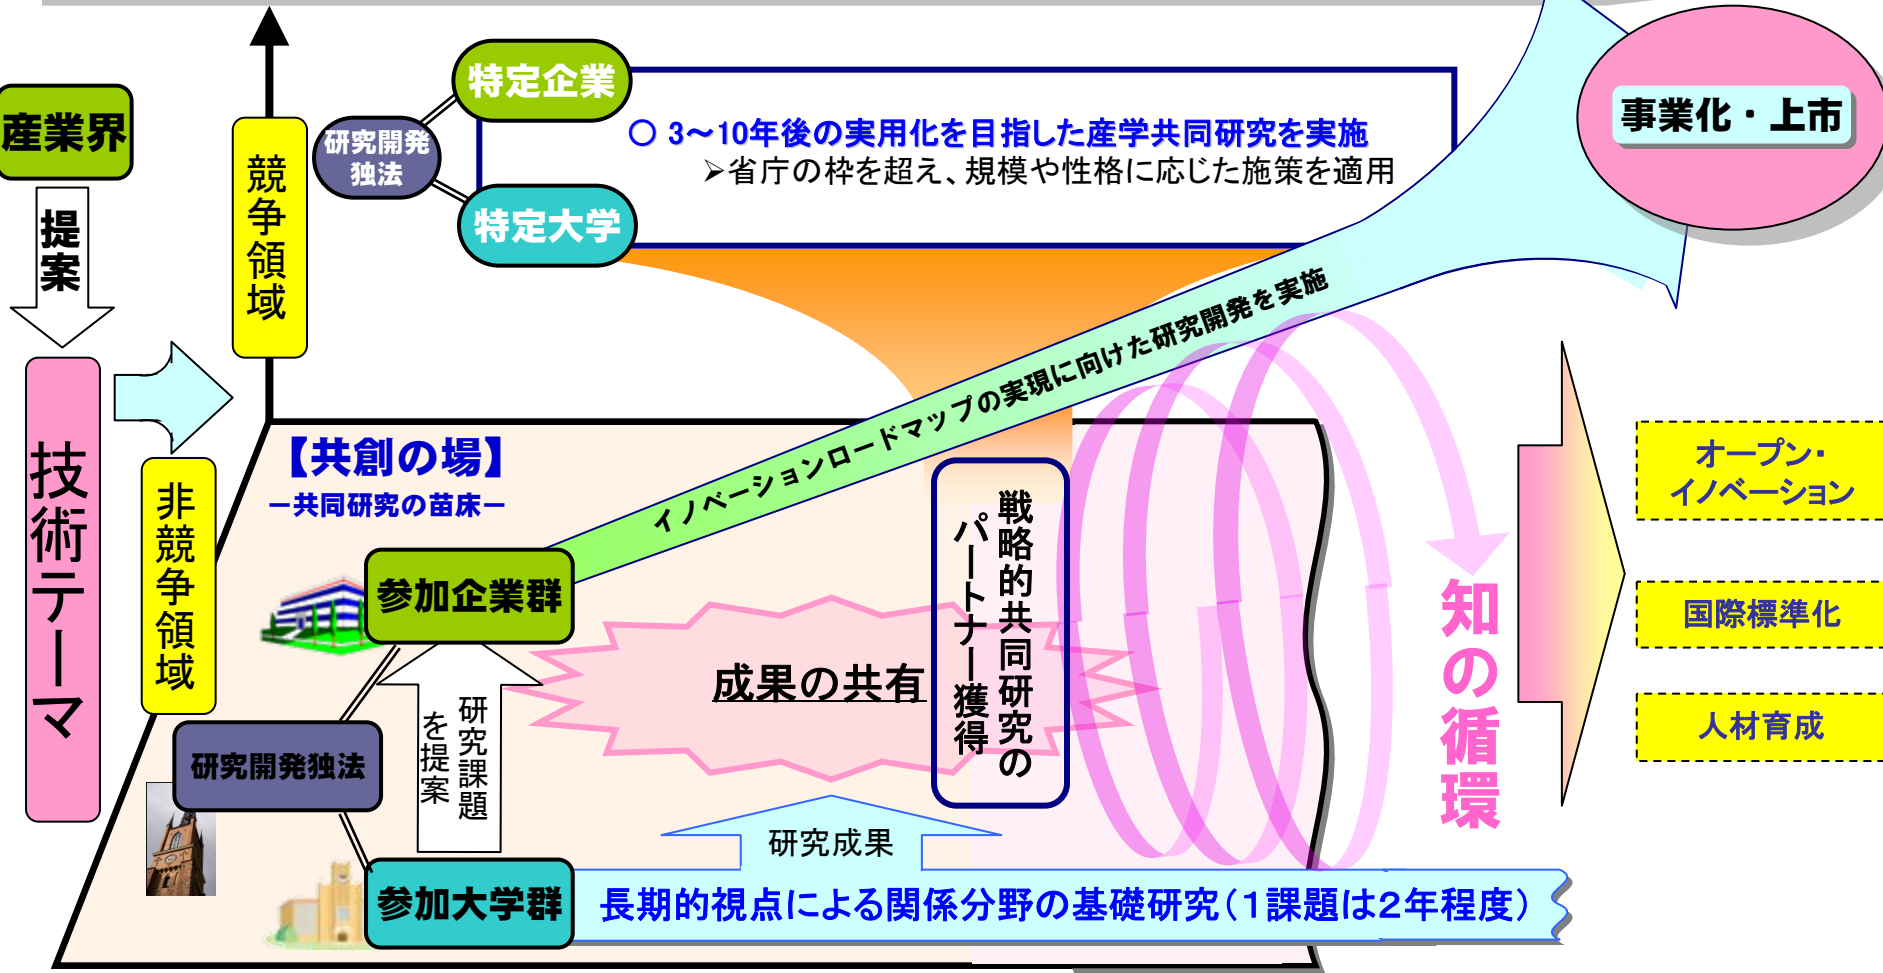 産業界
提案
技術テーマ
競争領域
非競争領域
特定企業
研究開発
独法
特定大学
○ 3～10年後の実用化を目指した産学共同研究を実施
➢省庁の枠を超え、規模や性格に応じた施策を適用
事業化・上市
イノベーションロードマップの実現に向けた研究開発を実施
【共創の場】
－共同研究の苗床－
参加企業群
研究開発独法
参加大学群
研究課題
を提案
成果の共有
戦略的共同研究の
パートナー獲得
研究成果
長期的視点による関係分野の基礎研究（１課題は２年程度）
知の循環
オープン・
イノベーション
国際標準化
人材育成